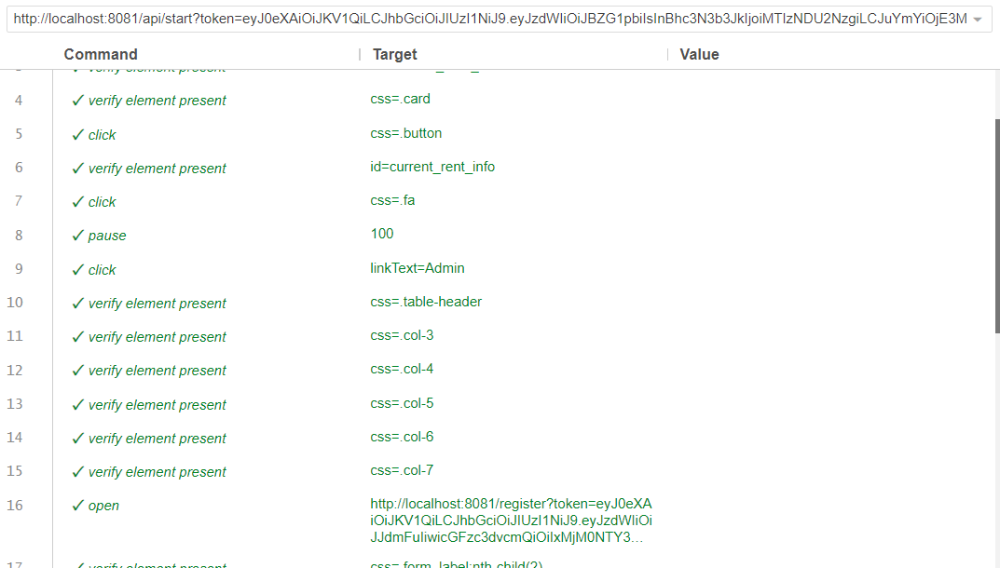 http://localhost:8081/api/start?token=eyJ0eXAiOiJKV1QiLCJhbGciOiJIUzI1NiJ9.eyJzdWIiOiJBZG1pbiIsInBhc3N3b3JkIjoiMTIzNDU2NzgiLCJuYmYiOjE3M
Command Target Value
verify element present
4 ✓ verify element present css=.card
5 ✓ click css=.button
6 ✓ verify element present id=current_rent_info
7 ✓ click css=.fa
8 ✓ pause 100
9 ✓ click linkText=Admin
10 ✓ verify element present css=.table-header
11 ✓ verify element present css=.col-3
12 ✓ verify element present css=.col-4
13 ✓ verify element present css=.col-5
14 ✓ verify element present css=.col-6
15 ✓ verify element present css=.col-7
16 ✓ open http://localhost:8081/register?token=eyJ0eXA
iOiJKV1QiLCJhbGciOiJIUzI1NiJ9.eyJzdWIiOi
JJdmFuIiwicGFzc3dvcmQiOiIxMjM0NTY3...
17 ✓ verify element present css=.form_label:nth-child(2)